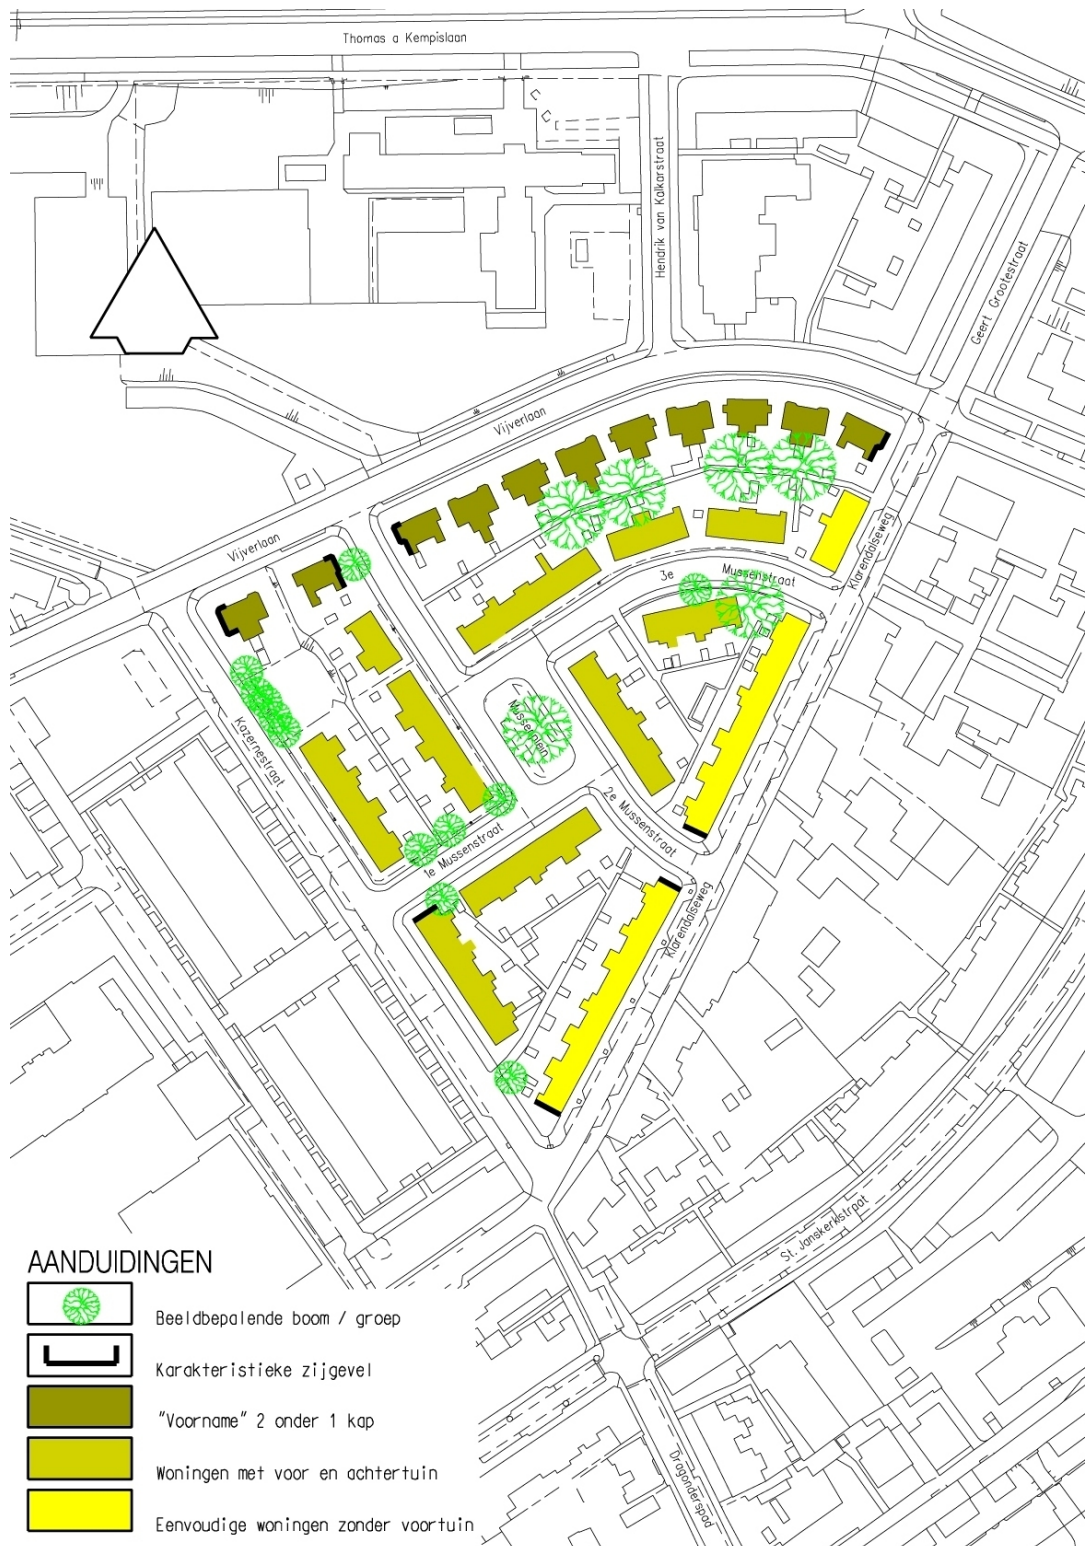 Thomas a Kempislaan
Hendrik van Kalkarstraat
Geert Grootestraat
Vijverlaan
Vijverlaan
Klarendalseweg
3e Mussenstraat
Mussenplein
Kazernestraat
2e Mussenstraat
1e Mussenstraat
Klarendalseweg
St. Janskerkstraat
Dragonderspad
AANDUIDINGEN
Beeldbepalende boom / groep
Karakteristieke zijgevel
"Voorname" 2 onder 1 kap
Woningen met voor en achtertuin
Eenvoudige woningen zonder voortuin